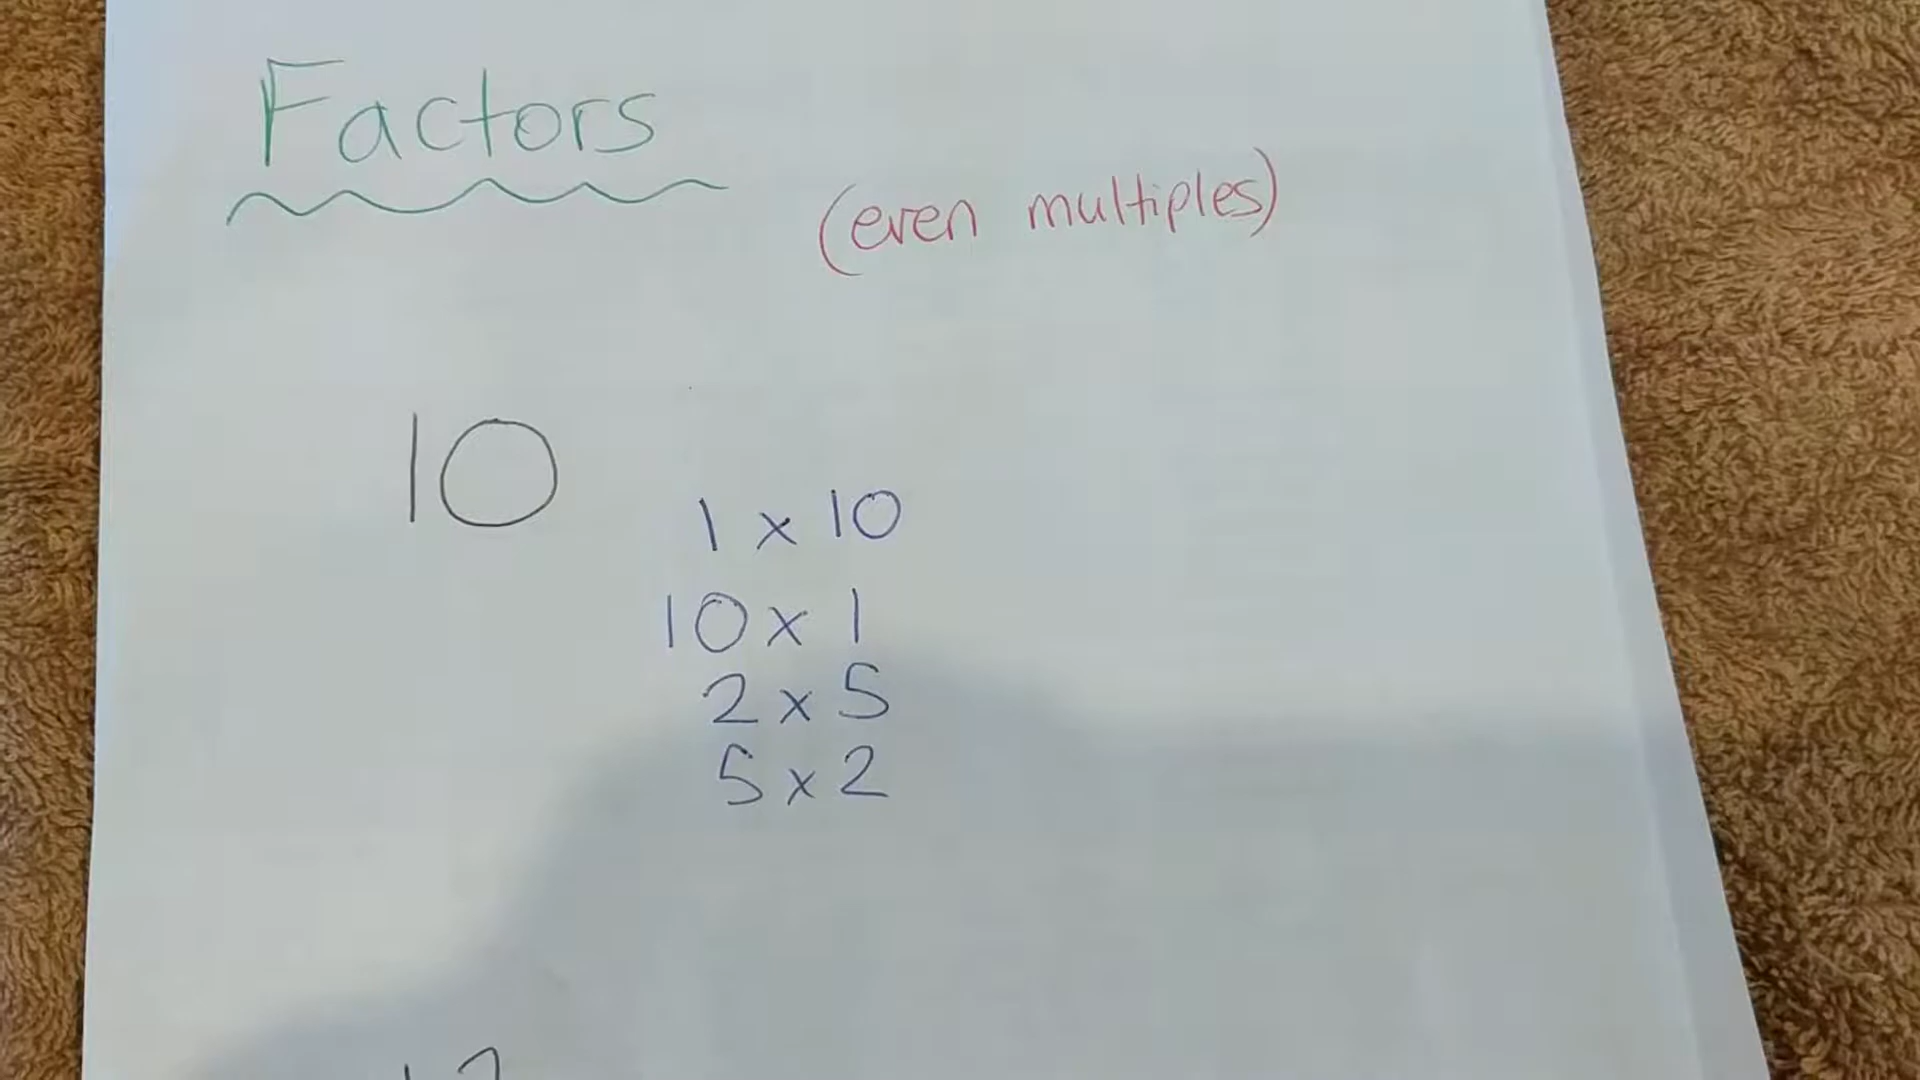 Factors
(even multiples)
10
1 x 10
10 x 1
2 x 5
5 x 2